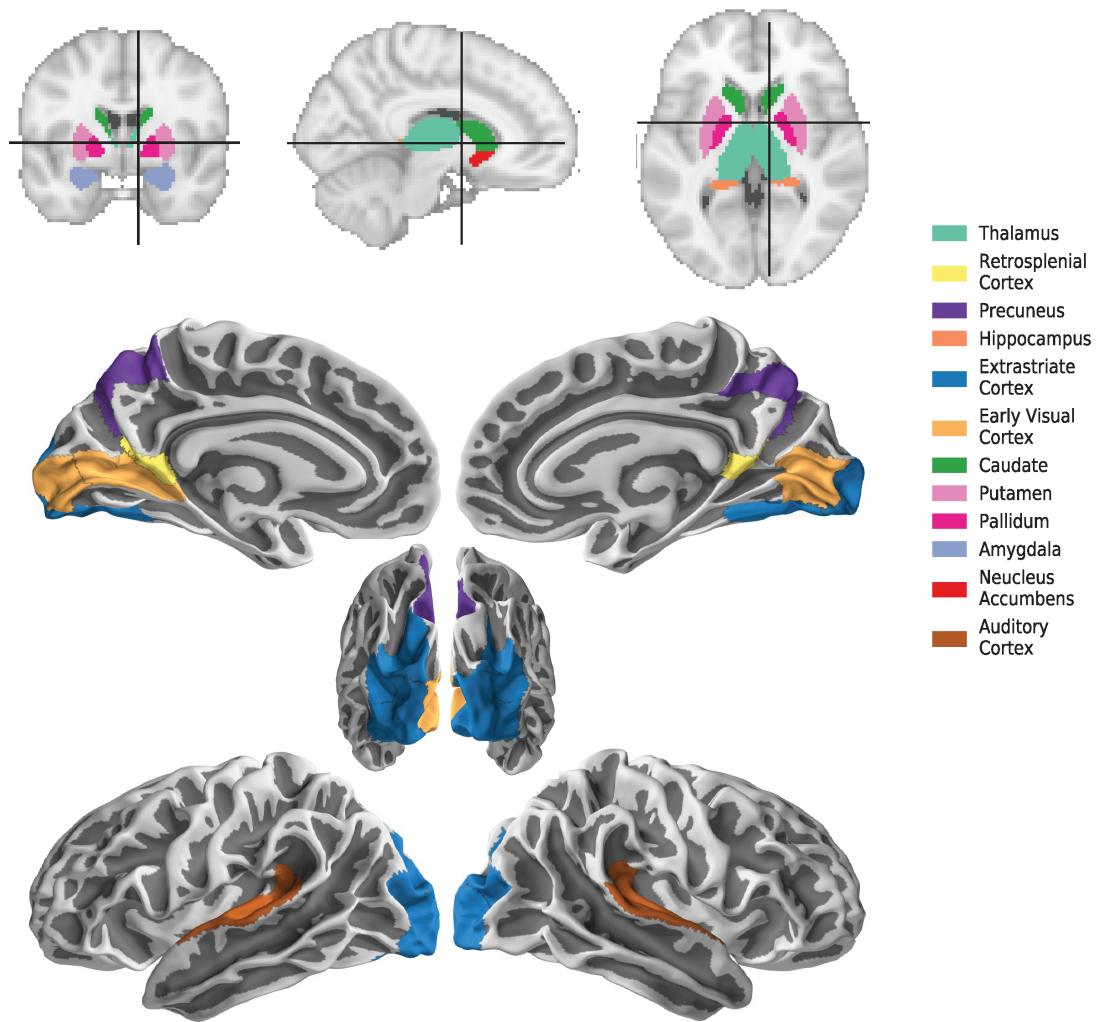 Thalamus
Retrosplenial
Cortex
Precuneus
Hippocampus
Extrastriate
Cortex
Early Visual
Cortex
Caudate
Putamen
Pallidum
Amygdala
Neucleus
Accumbens
Auditory
Cortex